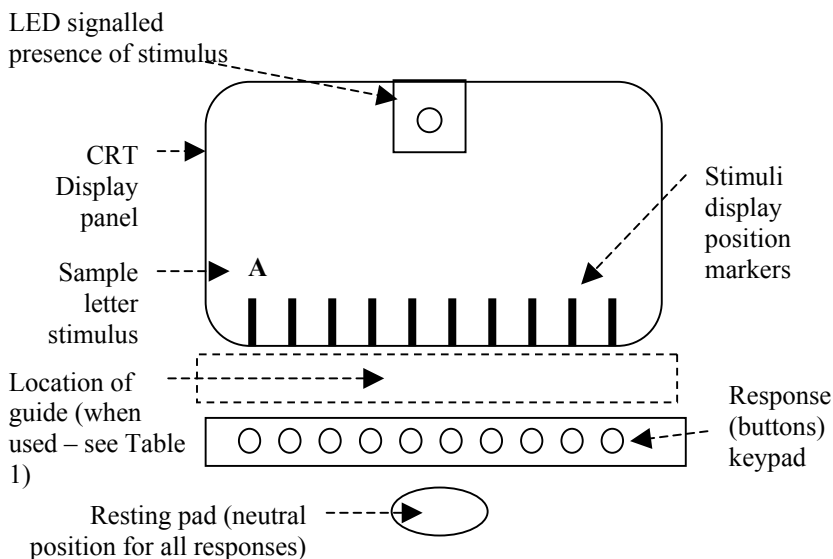 LED signalled
presence of stimulus
CRT
Display
panel
Stimuli
display
position
markers
Sample
letter
stimulus
A
Location of
guide (when
used – see Table
1)
Response
(buttons)
keypad
Resting pad (neutral
position for all responses)